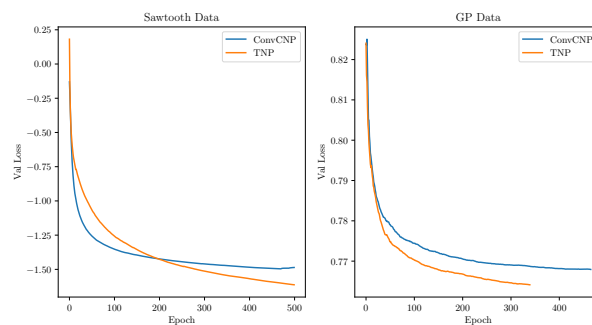 Sawtooth Data
GP Data
0.25
0.00
−0.25
−0.50
−0.75
−1.00
−1.25
−1.50
Val Loss
0
100
200
300
400
500
Epoch
ConvCNP
TNP
0.82
0.81
0.80
0.79
0.78
0.77
Val Loss
0
200
400
Epoch
ConvCNP
TNP